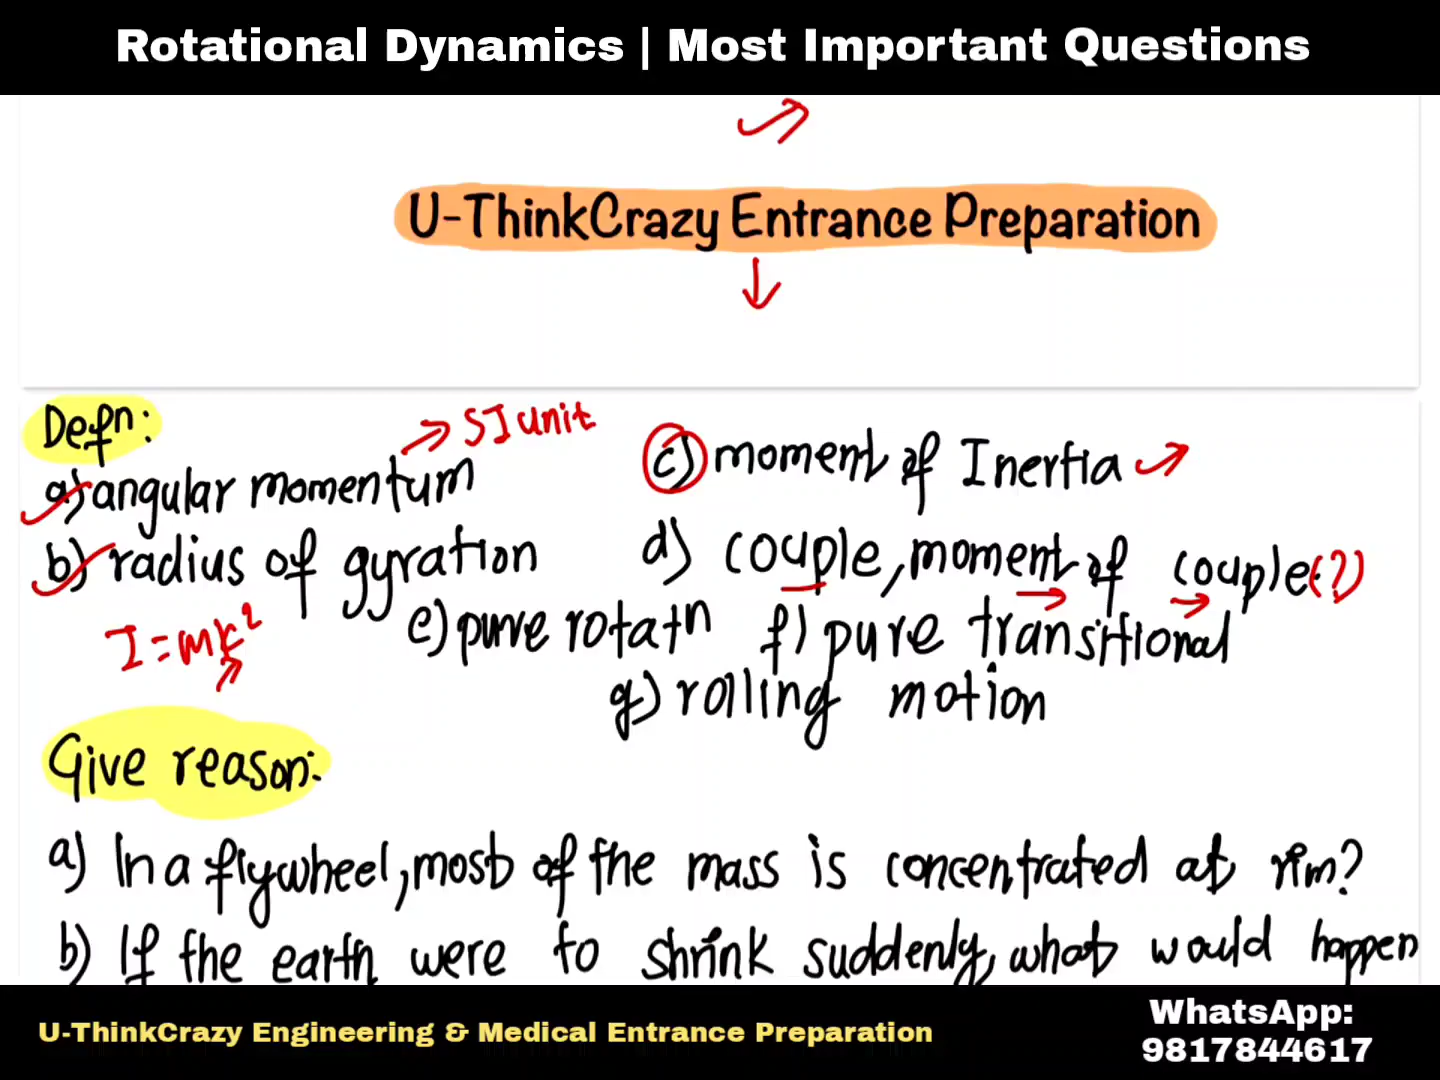 Rotational Dynamics | Most Important Questions
U-ThinkCrazy Entrance Preparation
Defn:
SI unit
a) angular momentum
c) moment of Inertia
b) radius of gyration
d) couple, moment of couple(?)
I = mk²
e) pure rotatn f) pure transitional
g) rolling motion
Give reason:
a) In a flywheel, most of the mass is concentrated at rim?
b) If the earth were to shrink suddenly, what would happen
U-ThinkCrazy Engineering & Medical Entrance Preparation
WhatsApp:
9817844617